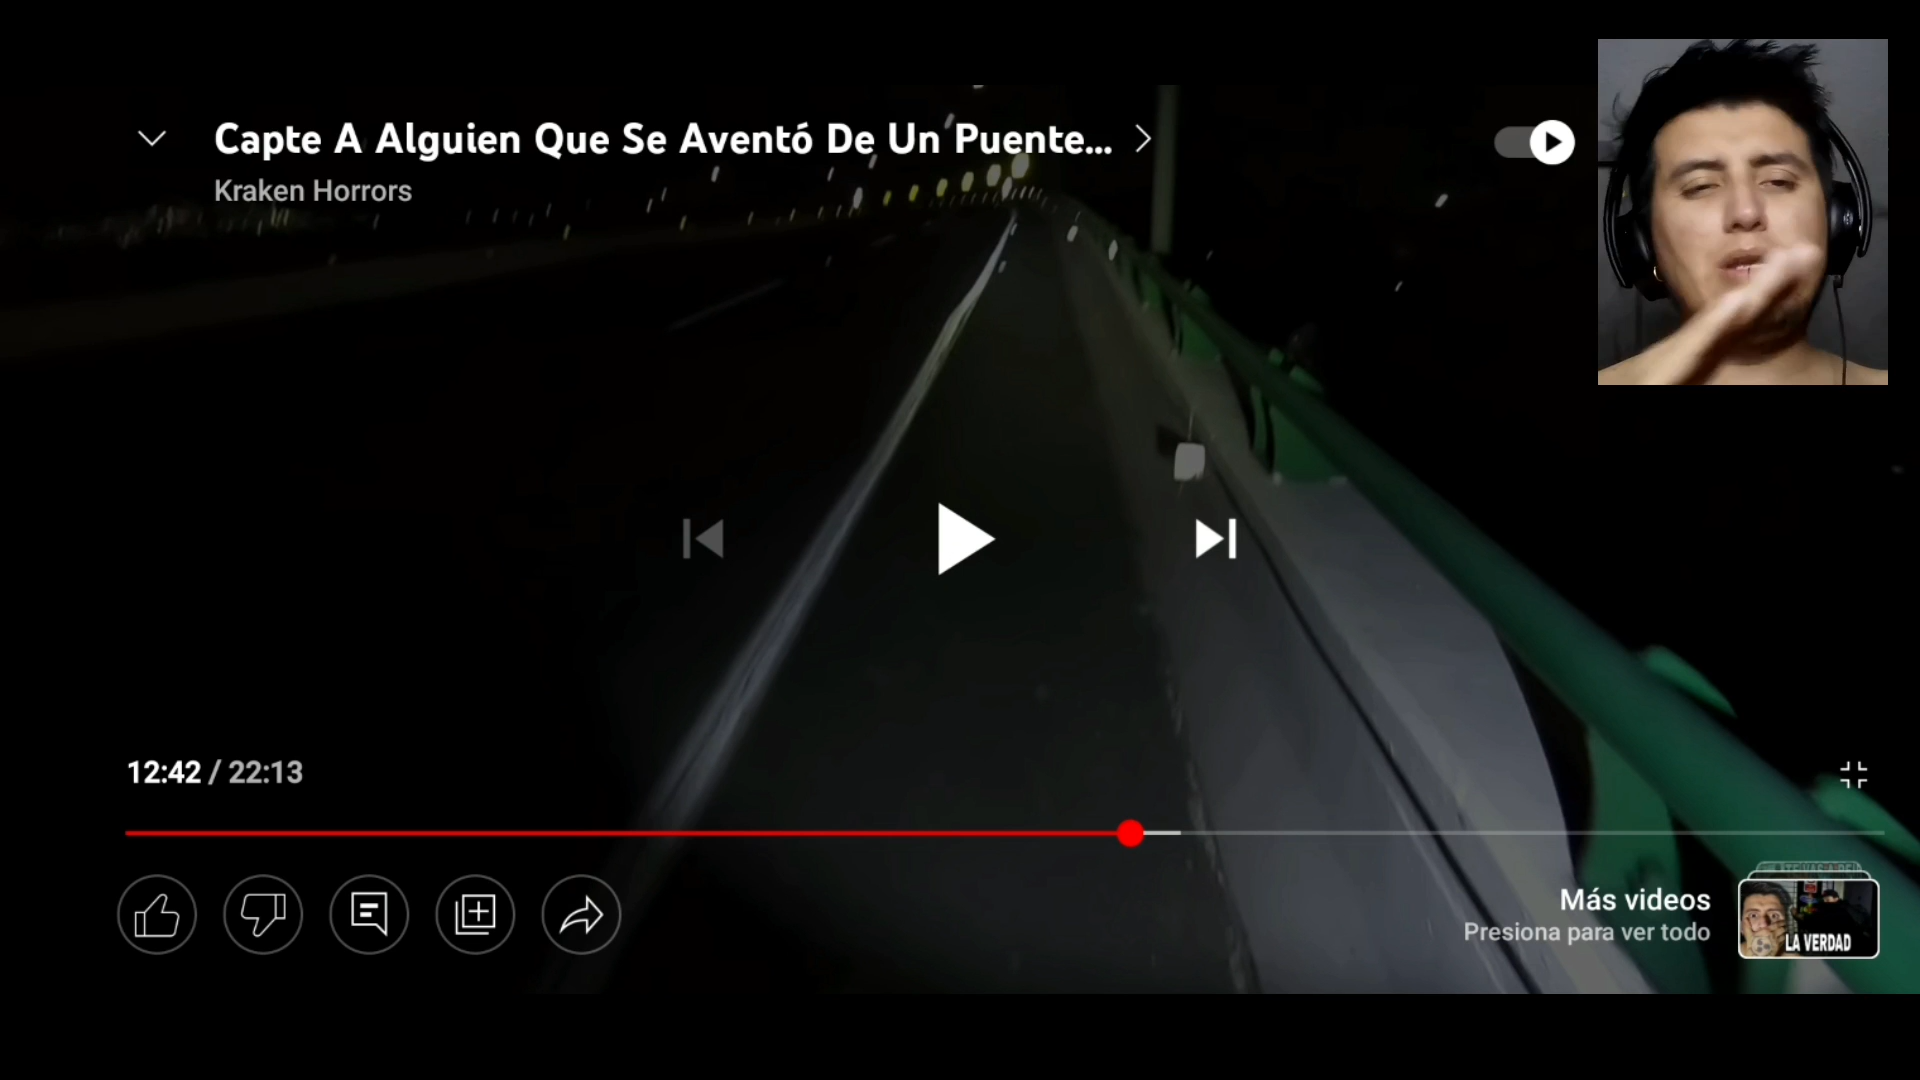 Capte A Alguien Que Se Aventó De Un Puente...
Kraken Horrors
12:42 / 22:13
Más videos
Presiona para ver todo
LA VERDAD